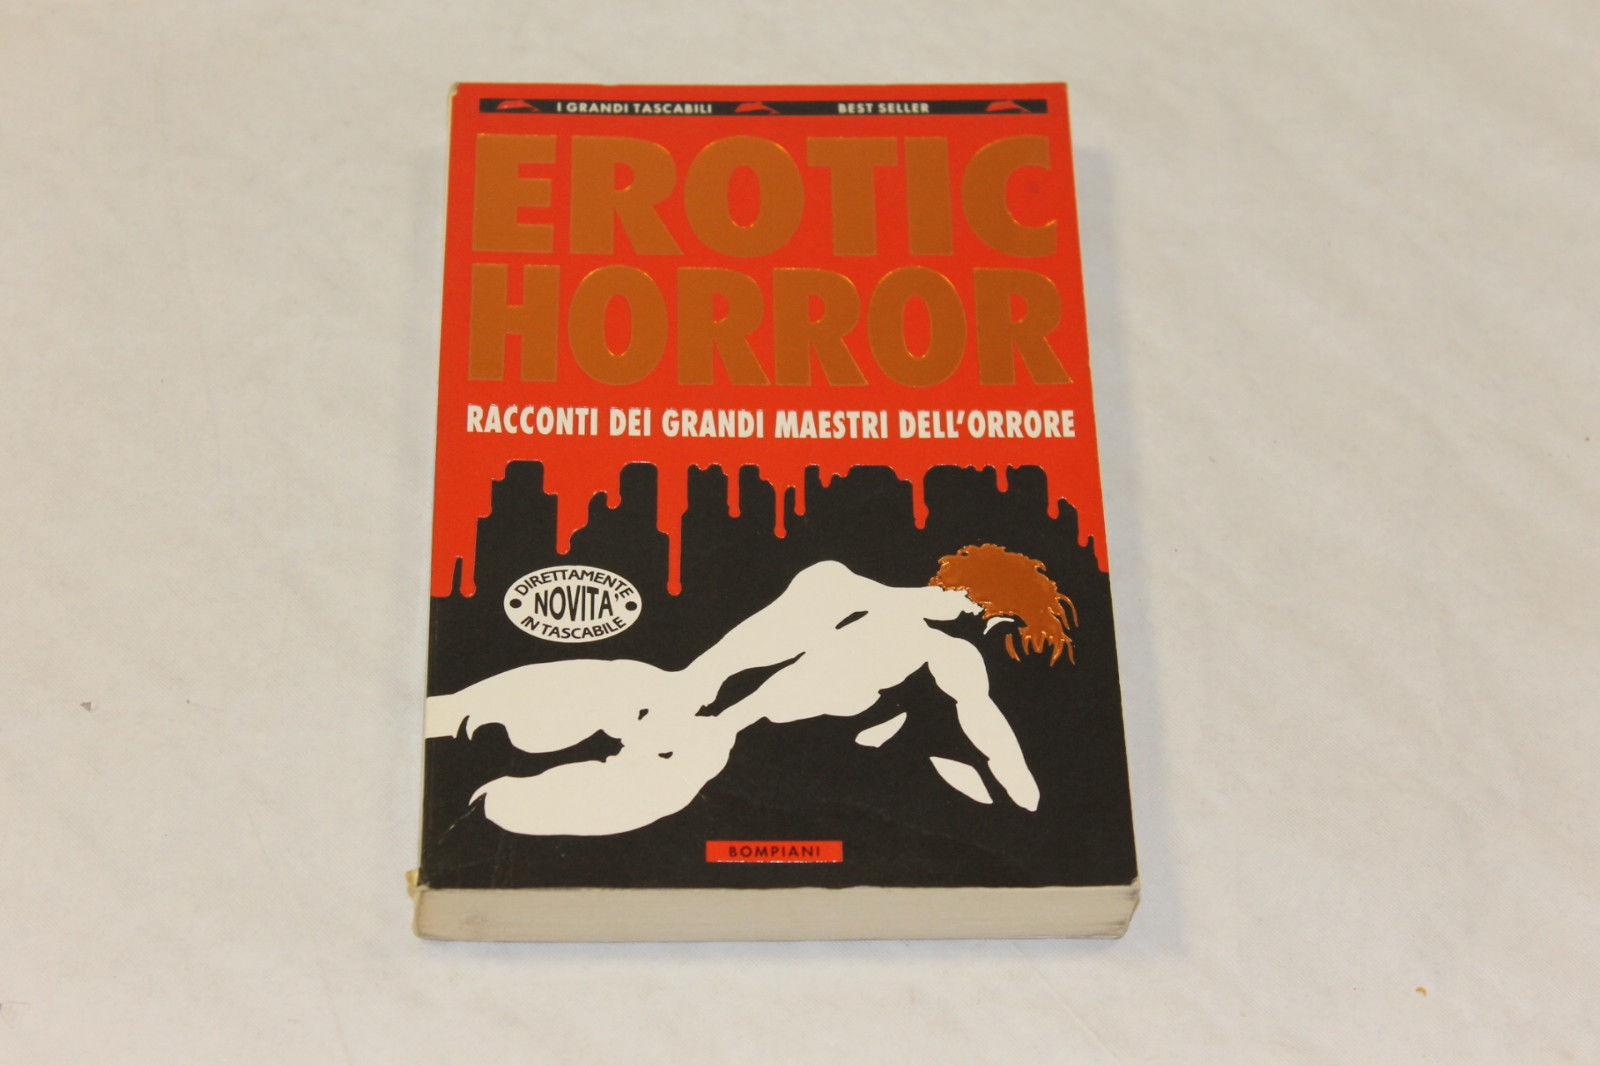 I GRANDI TASCABILI BEST SELLER
EROTIC
HORROR
RACCONTI DEI GRANDI MAESTRI DELL'ORRORE
DIRETTAMENTE
NOVITA'
IN TASCABILE
BOMPIANI